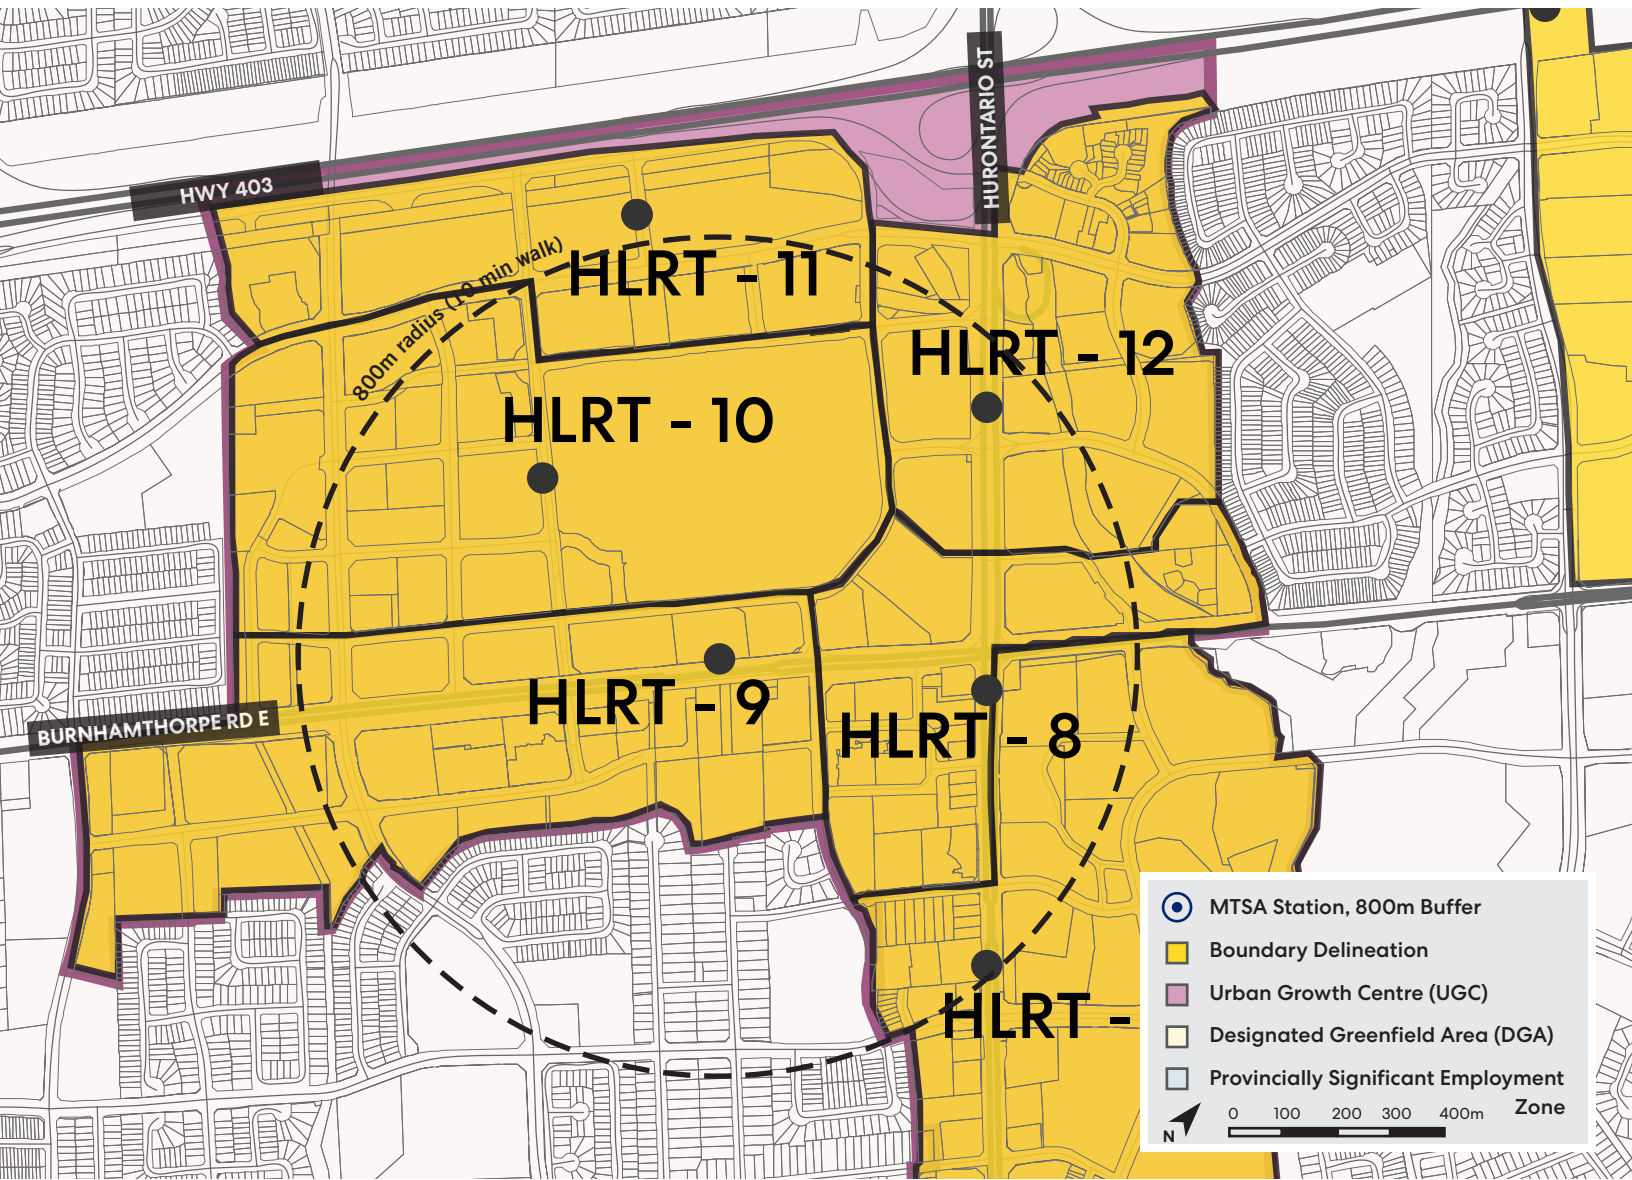 HURONTARIO ST
HWY 403
800m radius (10 min walk)
HLRT - 11
HLRT - 12
HLRT - 10
HLRT - 9
BURNHAMTHORPE RD E
HLRT - 8
HLRT -
MTSA Station, 800m Buffer
Boundary Delineation
Urban Growth Centre (UGC)
Designated Greenfield Area (DGA)
Provincially Significant Employment
Zone
0 100 200 300 400m
N